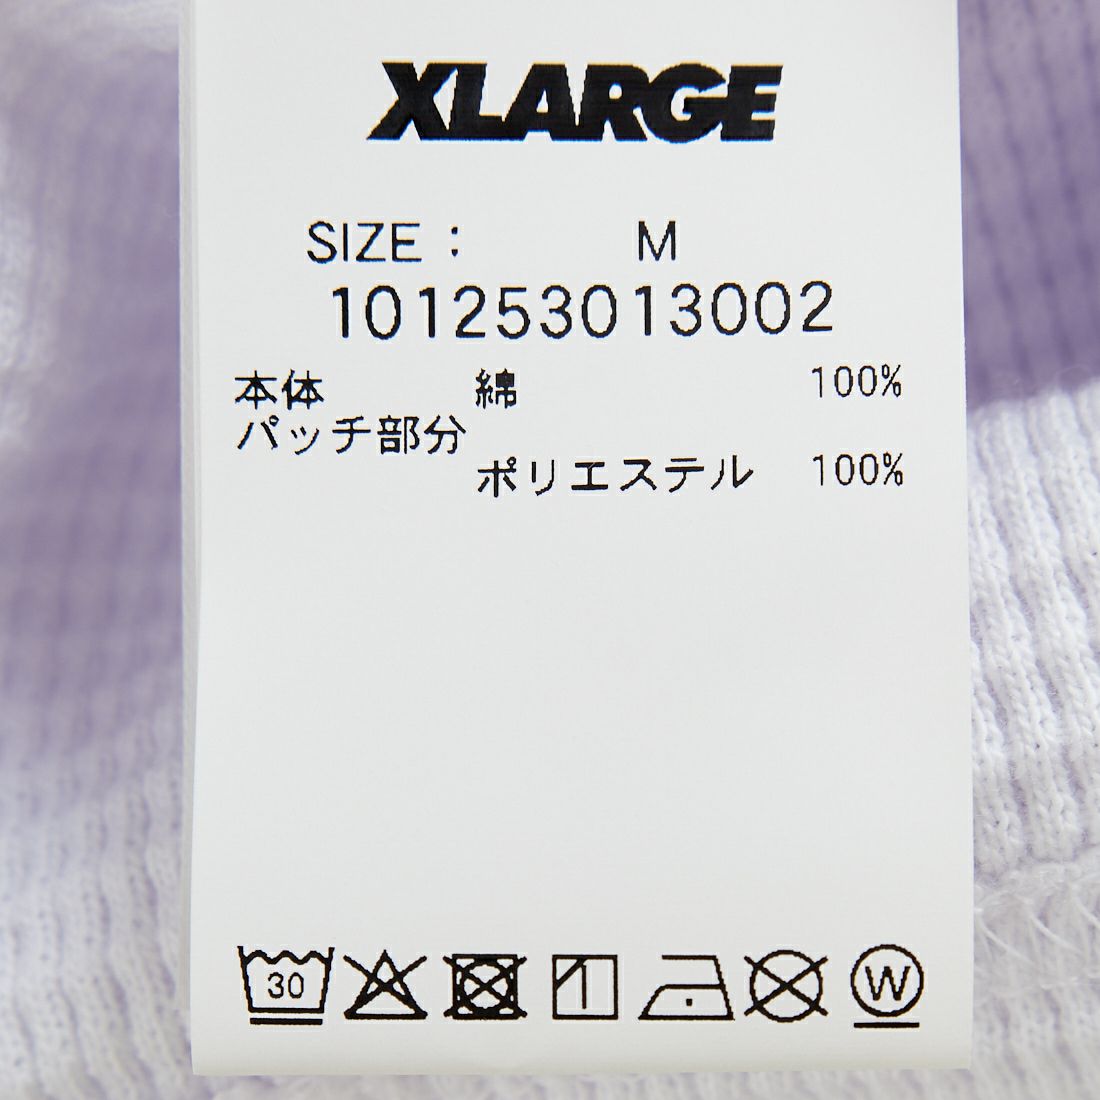 XLARGE
SIZE : M
101253013002
本体 綿 100%
パッチ部分
ポリエステル 100%
30
W